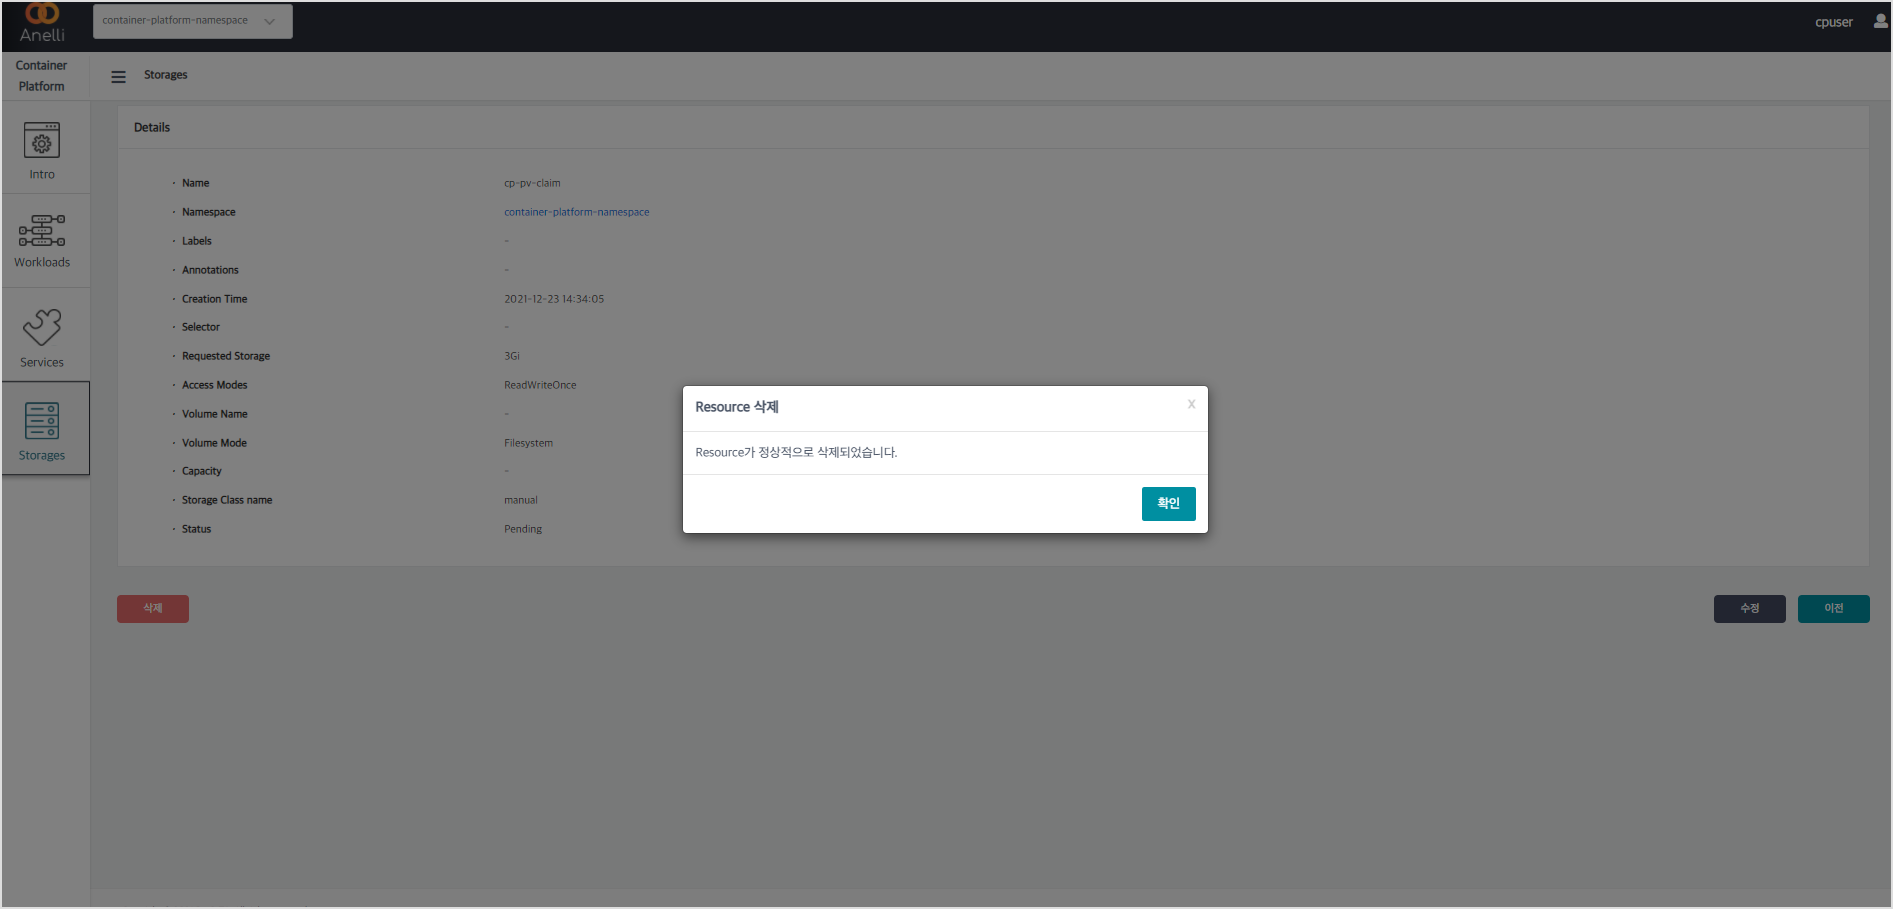 Anelli
container-platform-namespace
cpuser
Container
Platform
Storages
Intro
Workloads
Services
Storages
Details
· Name cp-pv-claim
· Namespace container-platform-namespace
· Labels -
· Annotations -
· Creation Time 2021-12-23 14:34:05
· Selector -
· Requested Storage 3Gi
· Access Modes ReadWriteOnce
· Volume Name -
· Volume Mode Filesystem
· Capacity -
· Storage Class name manual
· Status Pending
Resource 삭제 X
Resource가 정상적으로 삭제되었습니다.
확인
삭제
수정
이전